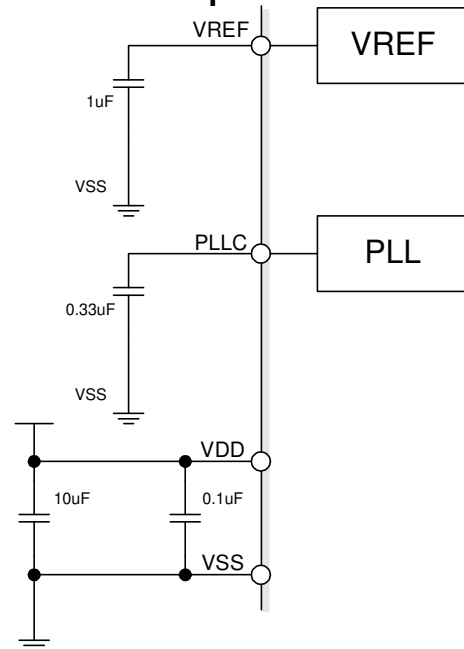 VREF
VREF
1uF
VSS
PLLC
PLL
0.33uF
VSS
VDD
10uF
0.1uF
VSS